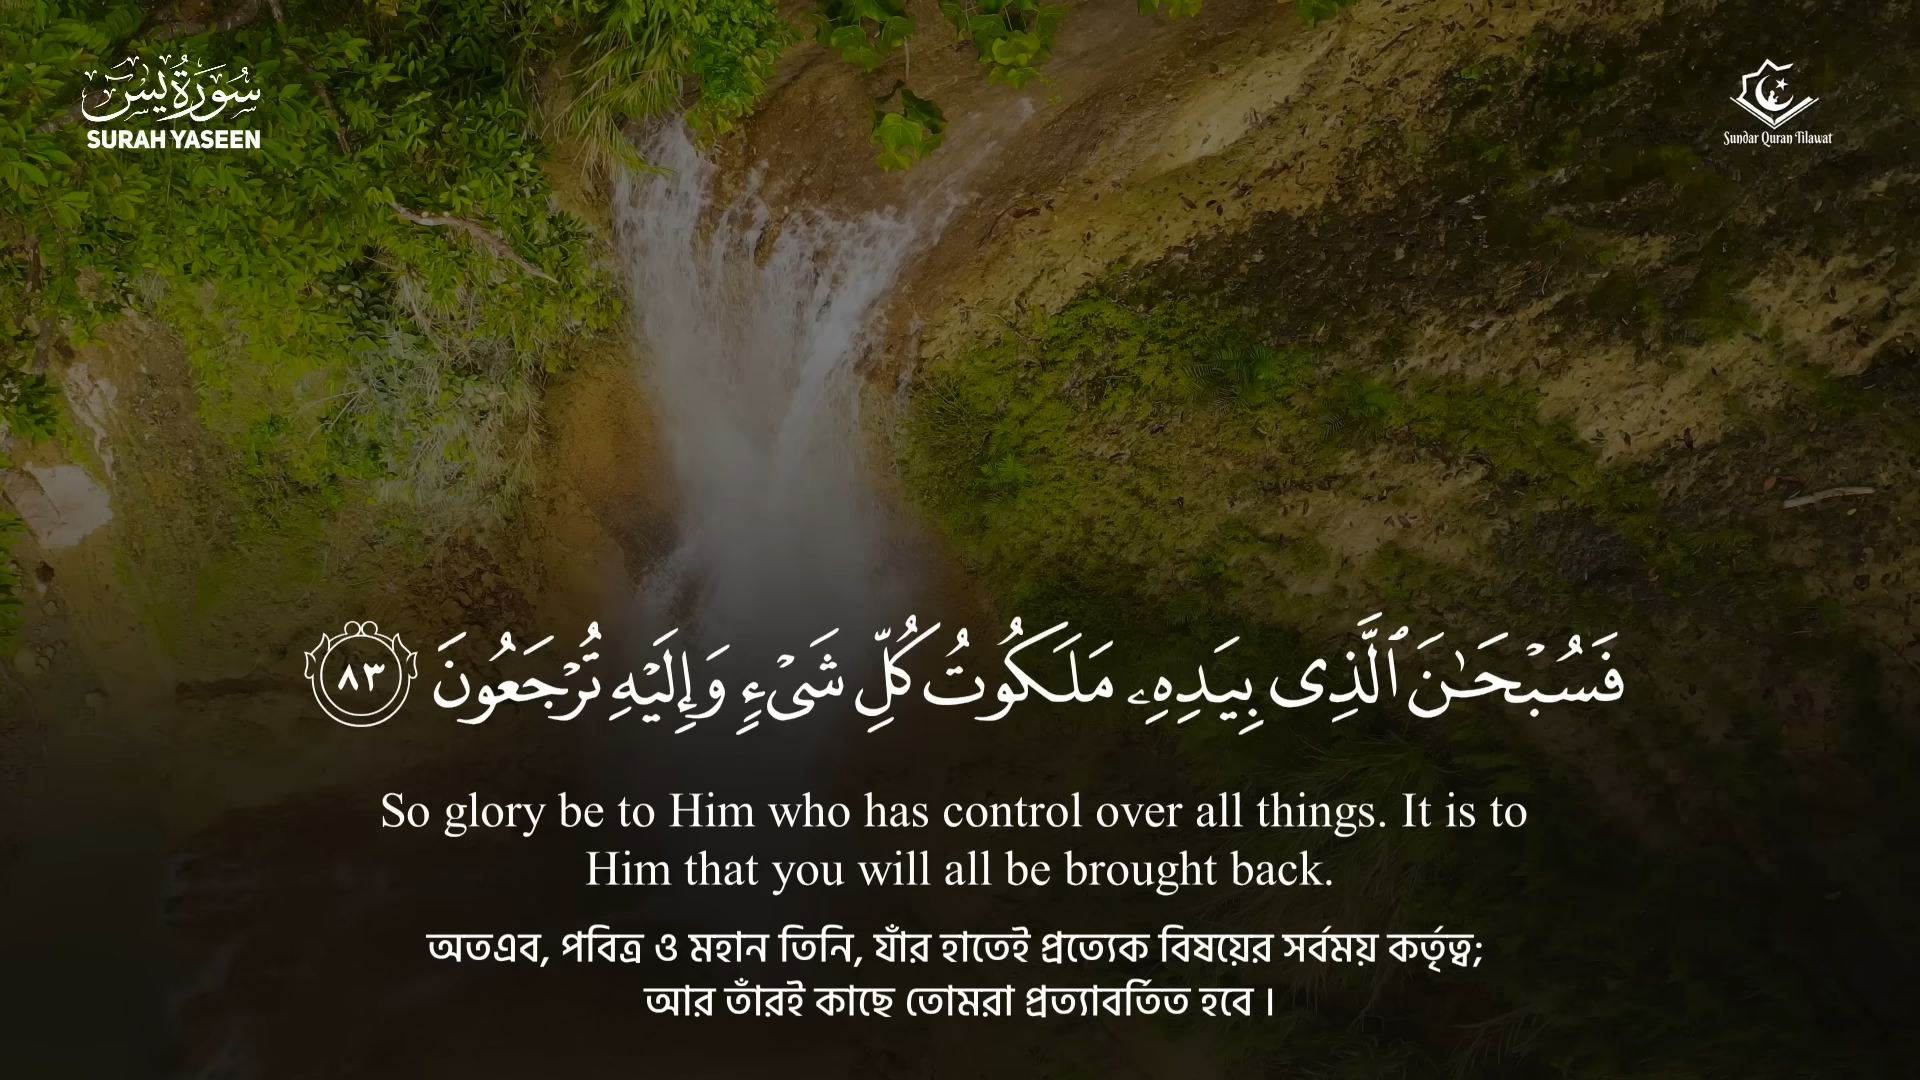 سُورَةُ يس
SURAH YASEEN
Sundar Quran Tilawat
فَسُبْحَـٰنَ ٱلَّذِى بِيَدِهِۦ مَلَكُوتُ كُلِّ شَىْءٍ وَإِلَيْهِ تُرْجَعُونَ ٨٣
So glory be to Him who has control over all things. It is to
Him that you will all be brought back.
অতএব, পবিত্র ও মহান তিনি, যাঁর হাতেই প্রত্যেক বিষয়ের সর্বময় কর্তৃত্ব;
আর তাঁরই কাছে তোমরা প্রত্যাবর্তিত হবে ।